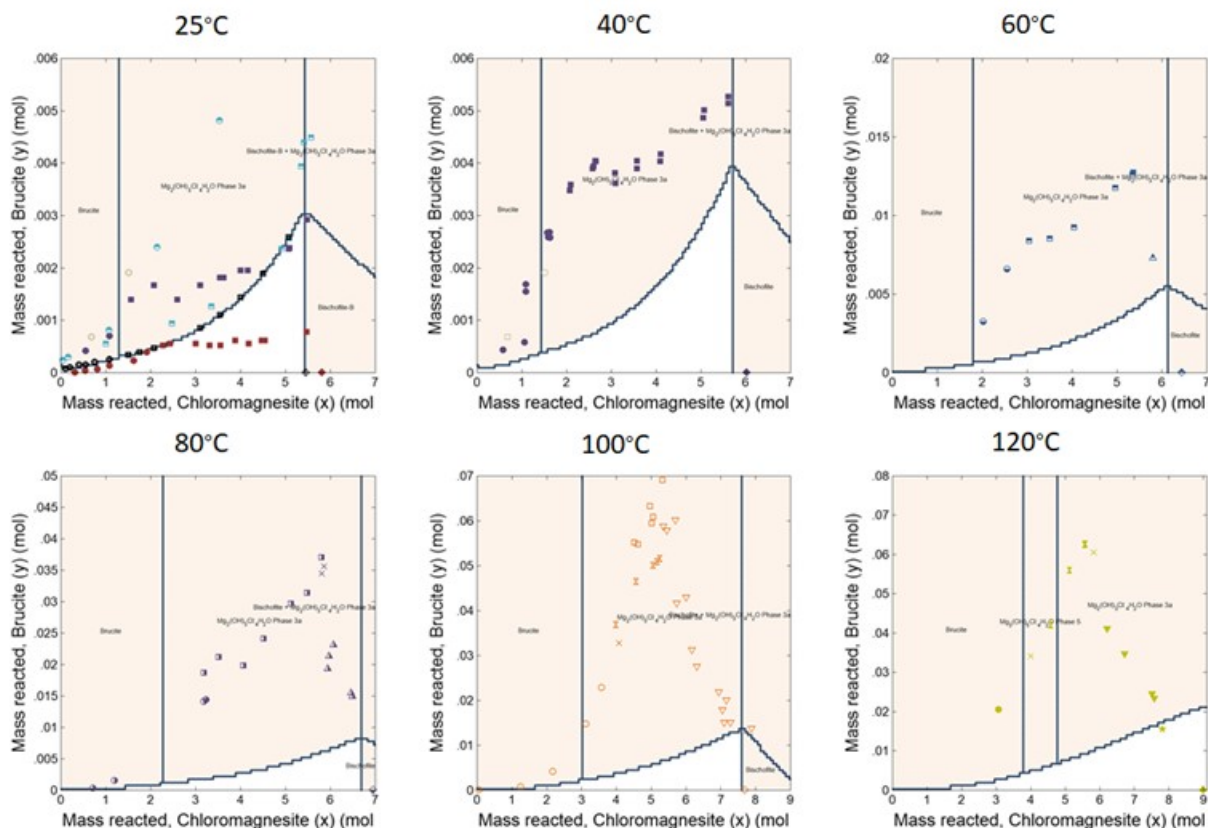 25°C
40°C
60°C
.006
.005
.004
.003
.002
.001
0
0 1 2 3 4 5 6 7
Mass reacted, Brucite (y) (mol)
Mass reacted, Chloromagnesite (x) (mol
Brucite
Mg₂(OH)₃Cl·4H₂O Phase 3a
Bischofite-B + Mg₂(OH)₃Cl·4H₂O Phase 3a
Bischofite-B
.006
.005
.004
.003
.002
.001
0
0 1 2 3 4 5 6 7
Mass reacted, Brucite (y) (mol)
Mass reacted, Chloromagnesite (x) (mol
Brucite
Mg₂(OH)₃Cl·4H₂O Phase 3a
Bischofite + Mg₂(OH)₃Cl·4H₂O Phase 3a
Bischofite
.02
.015
.01
.005
0
0 1 2 3 4 5 6 7
Mass reacted, Brucite (y) (mol)
Mass reacted, Chloromagnesite (x) (mol
Brucite
Mg₂(OH)₃Cl·4H₂O Phase 3a
Bischofite + Mg₂(OH)₃Cl·4H₂O Phase 3a
Bischofite
80°C
100°C
120°C
.05
.045
.04
.035
.03
.025
.02
.015
.01
.005
0
0 1 2 3 4 5 6 7
Mass reacted, Brucite (y) (mol)
Mass reacted, Chloromagnesite (x) (mol
Brucite
Bischofite + Mg₂(OH)₃Cl·4H₂O Phase 3a
Mg₂(OH)₃Cl·4H₂O Phase 3a
Bischofite
.07
.06
.05
.04
.03
.02
.01
0
0 1 2 3 4 5 6 7 8 9
Mass reacted, Brucite (y) (mol)
Mass reacted, Chloromagnesite (x) (mol
Brucite
Mg₂(OH)₃Cl·4H₂O Phase 3a
Bischofite + Mg₂(OH)₃Cl·4H₂O Phase 3a
Bischofite
.08
.07
.06
.05
.04
.03
.02
.01
0
0 1 2 3 4 5 6 7 8 9
Mass reacted, Brucite (y) (mol)
Mass reacted, Chloromagnesite (x) (mol
Brucite
Mg₂(OH)₃Cl·4H₂O Phase 3a